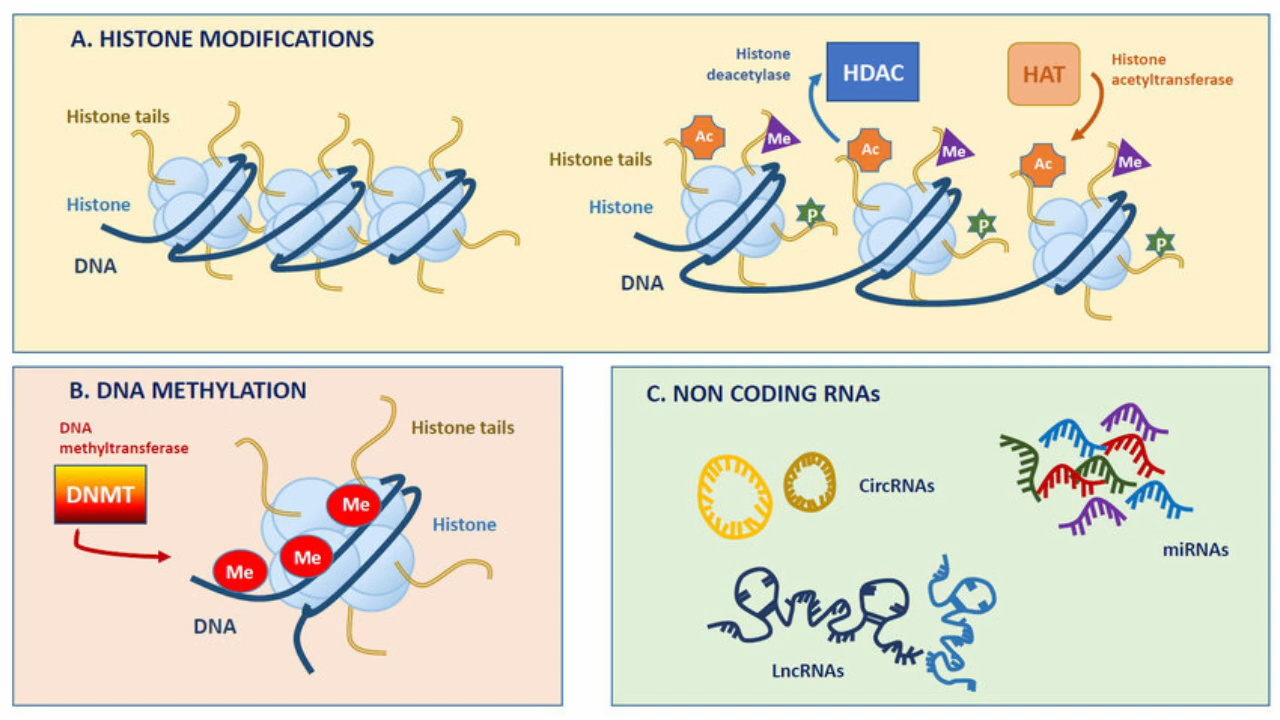 A. HISTONE MODIFICATIONS
Histone tails
Histone
DNA
Histone
deacetylase
HDAC
HAT
Histone
acetyltransferase
Histone tails
Histone
DNA
Ac
Me
P
Ac
Me
P
Ac
Me
P
B. DNA METHYLATION
DNA
methyltransferase
DNMT
Histone tails
Histone
Me
Me
Me
DNA
C. NON CODING RNAs
CircRNAs
miRNAs
LncRNAs